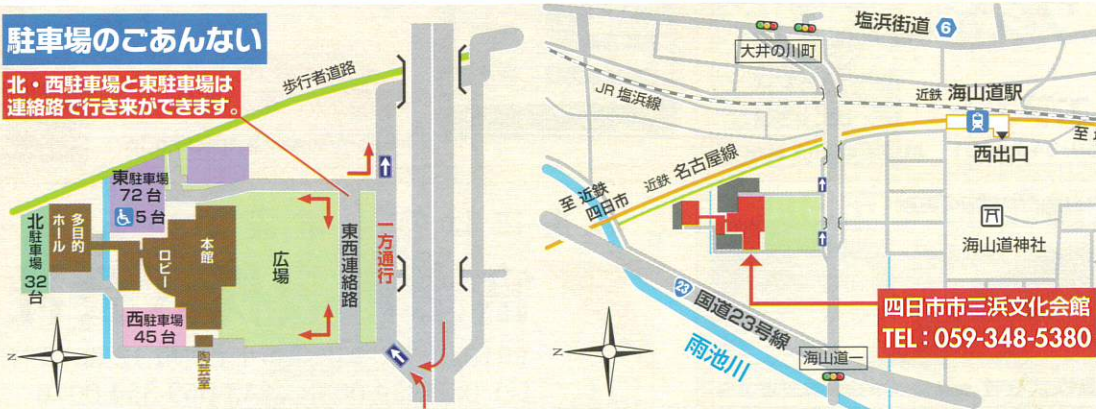 駐車場のごあんない
北・西駐車場と東駐車場は
連絡路で行き来ができます。
歩行者道路
東駐車場
72台
5台
北駐車場
32台
多目的
ホール
ロビー
本館
広場
東西連絡路
一方通行
西駐車場
45台
陶芸室
N
塩浜街道 6
大井の川町
JR 塩浜線
近鉄 海山道駅
西出口
至 近鉄
四日市
近鉄 名古屋線
海山道神社
23 国道23号線
雨池川
海山道一
四日市市三浜文化会館
TEL:059-348-5380
N